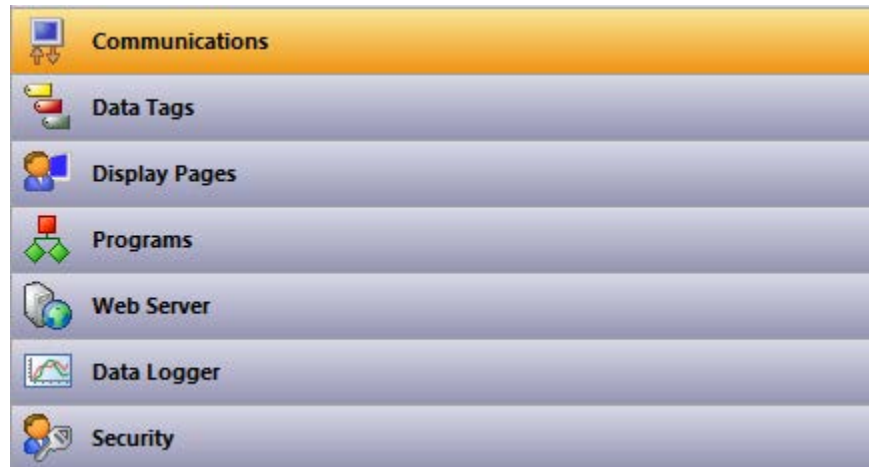 Communications
Data Tags
Display Pages
Programs
Web Server
Data Logger
Security